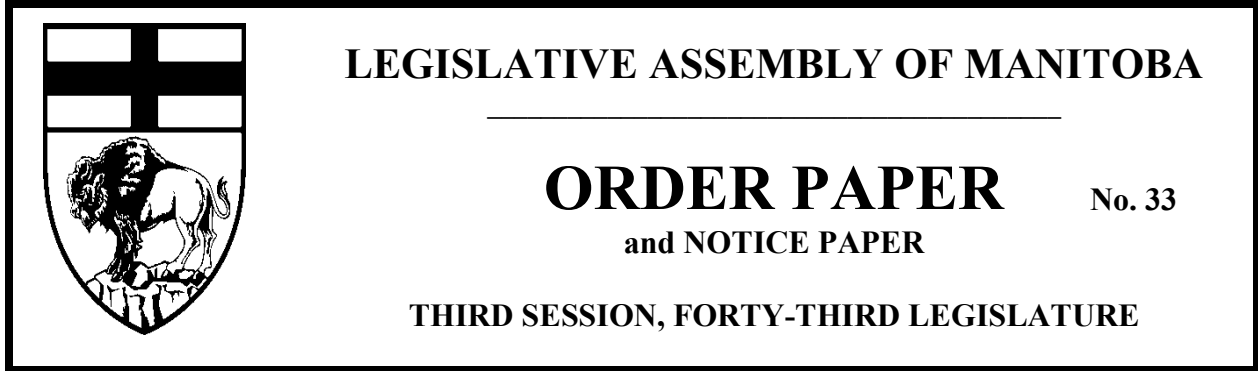 LEGISLATIVE ASSEMBLY OF MANITOBA
ORDER PAPER No. 33
and NOTICE PAPER
THIRD SESSION, FORTY-THIRD LEGISLATURE